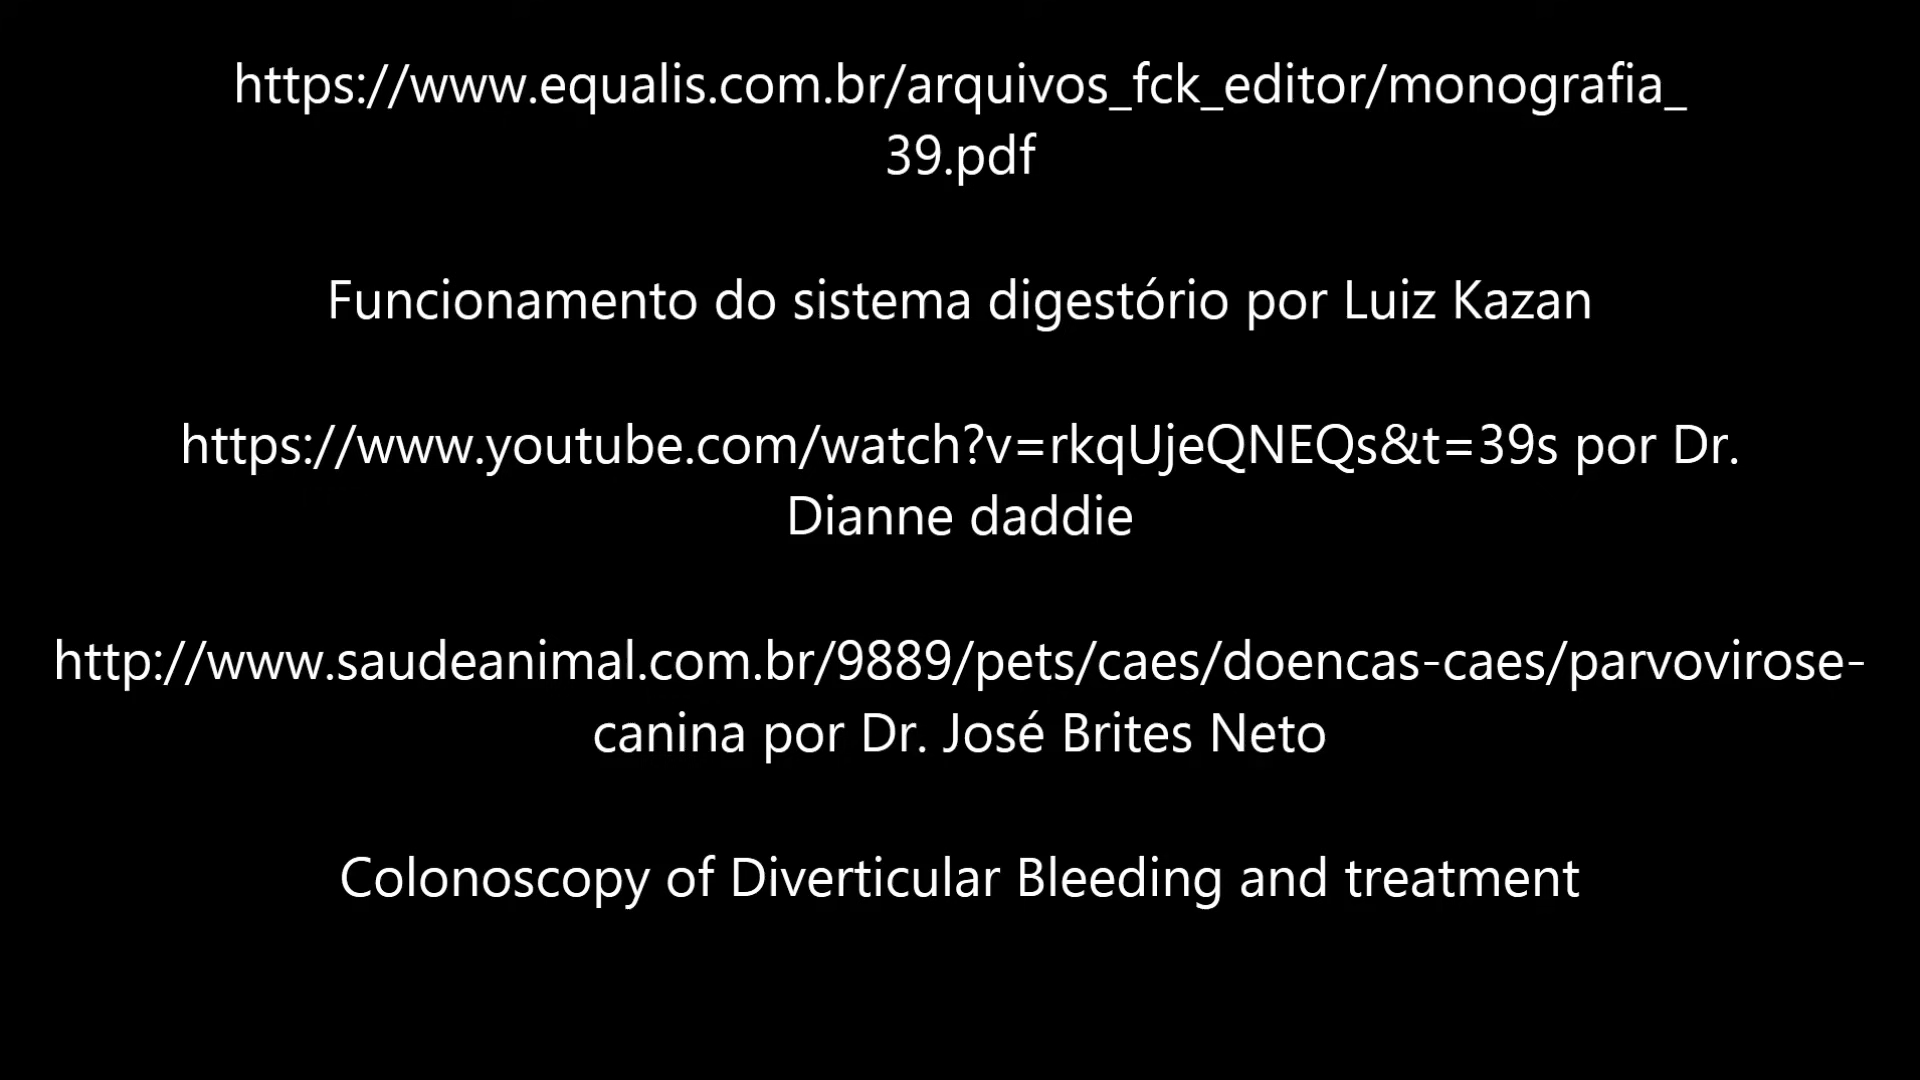 https://www.equalis.com.br/arquivos_fck_editor/monografia_
39.pdf
Funcionamento do sistema digestório por Luiz Kazan
https://www.youtube.com/watch?v=rkqUjeQNEQs&t=39s por Dr.
Dianne daddie
http://www.saudeanimal.com.br/9889/pets/caes/doencas-caes/parvovirose-
canina por Dr. José Brites Neto
Colonoscopy of Diverticular Bleeding and treatment